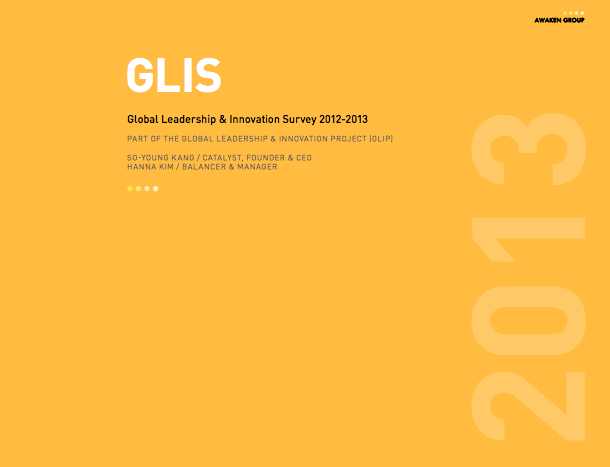 AWAKEN GROUP
GLIS
Global Leadership & Innovation Survey 2012-2013
PART OF THE GLOBAL LEADERSHIP & INNOVATION PROJECT (GLIP)
SO-YOUNG KANG / CATALYST, FOUNDER & CEO
HANNA KIM / BALANCER & MANAGER
2013